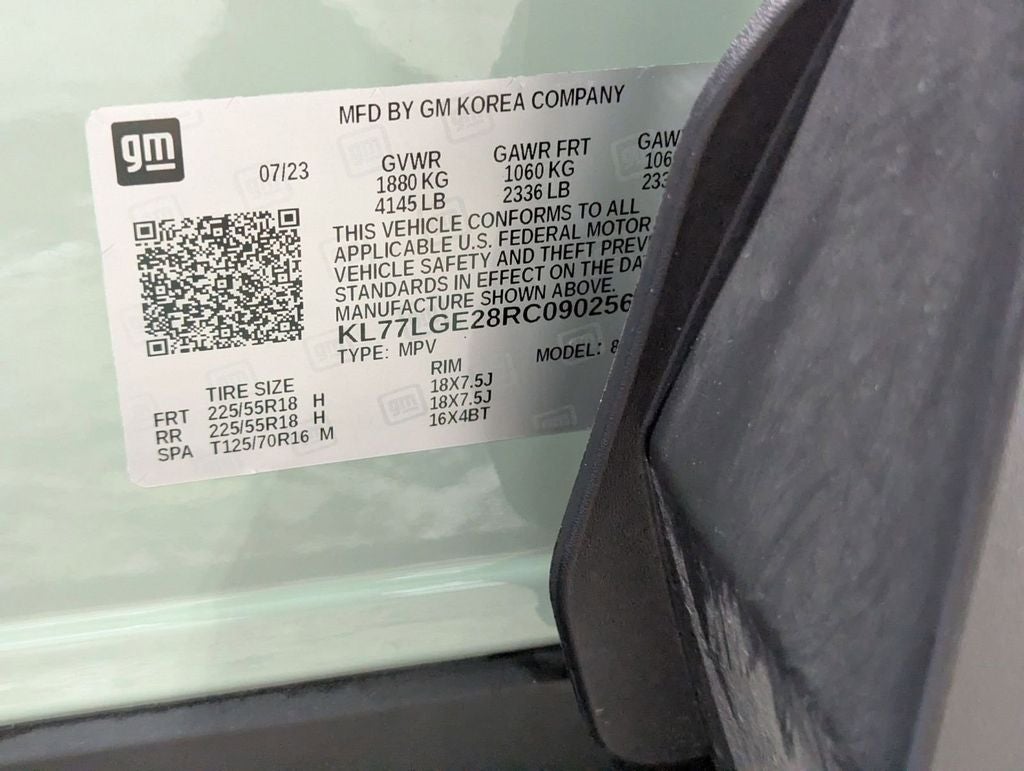 MFD BY GM KOREA COMPANY
gm
07/23
GVWR
1880 KG
4145 LB
GAWR FRT
1060 KG
2336 LB
THIS VEHICLE CONFORMS TO ALL
APPLICABLE U.S. FEDERAL MOTOR
VEHICLE SAFETY AND THEFT
STANDARDS IN EFFECT ON THE
MANUFACTURE SHOWN ABOVE.
KL77LGE28RC090256
TYPE: MPV MODEL:
TIRE SIZE RIM
FRT 225/55R18 H 18X7.5J
RR 225/55R18 H 18X7.5J
SPA T125/70R16 M 16X4BT